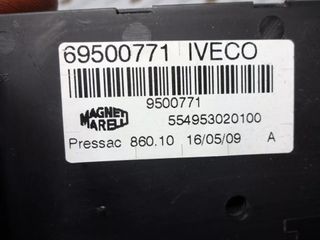 69500771 IVECO
9500771
MAGNETI
MARELLI
554953020100
Pressac 860.10 16/05/09 A